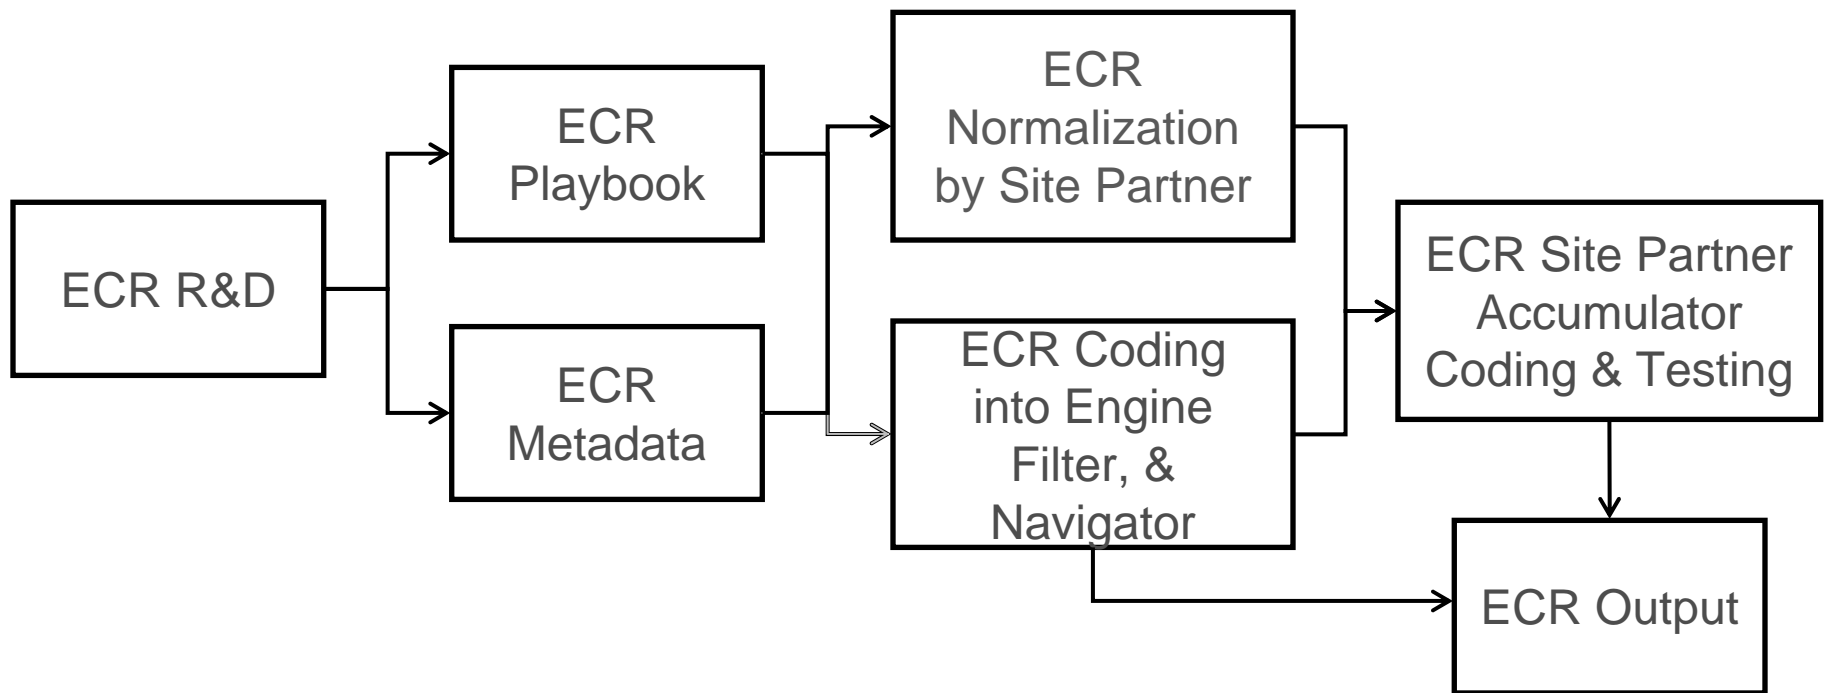 ECR R&D
ECR
Playbook
ECR
Metadata
ECR
Normalization
by Site Partner
ECR Coding
into Engine
Filter, &
Navigator
ECR Site Partner
Accumulator
Coding & Testing
ECR Output